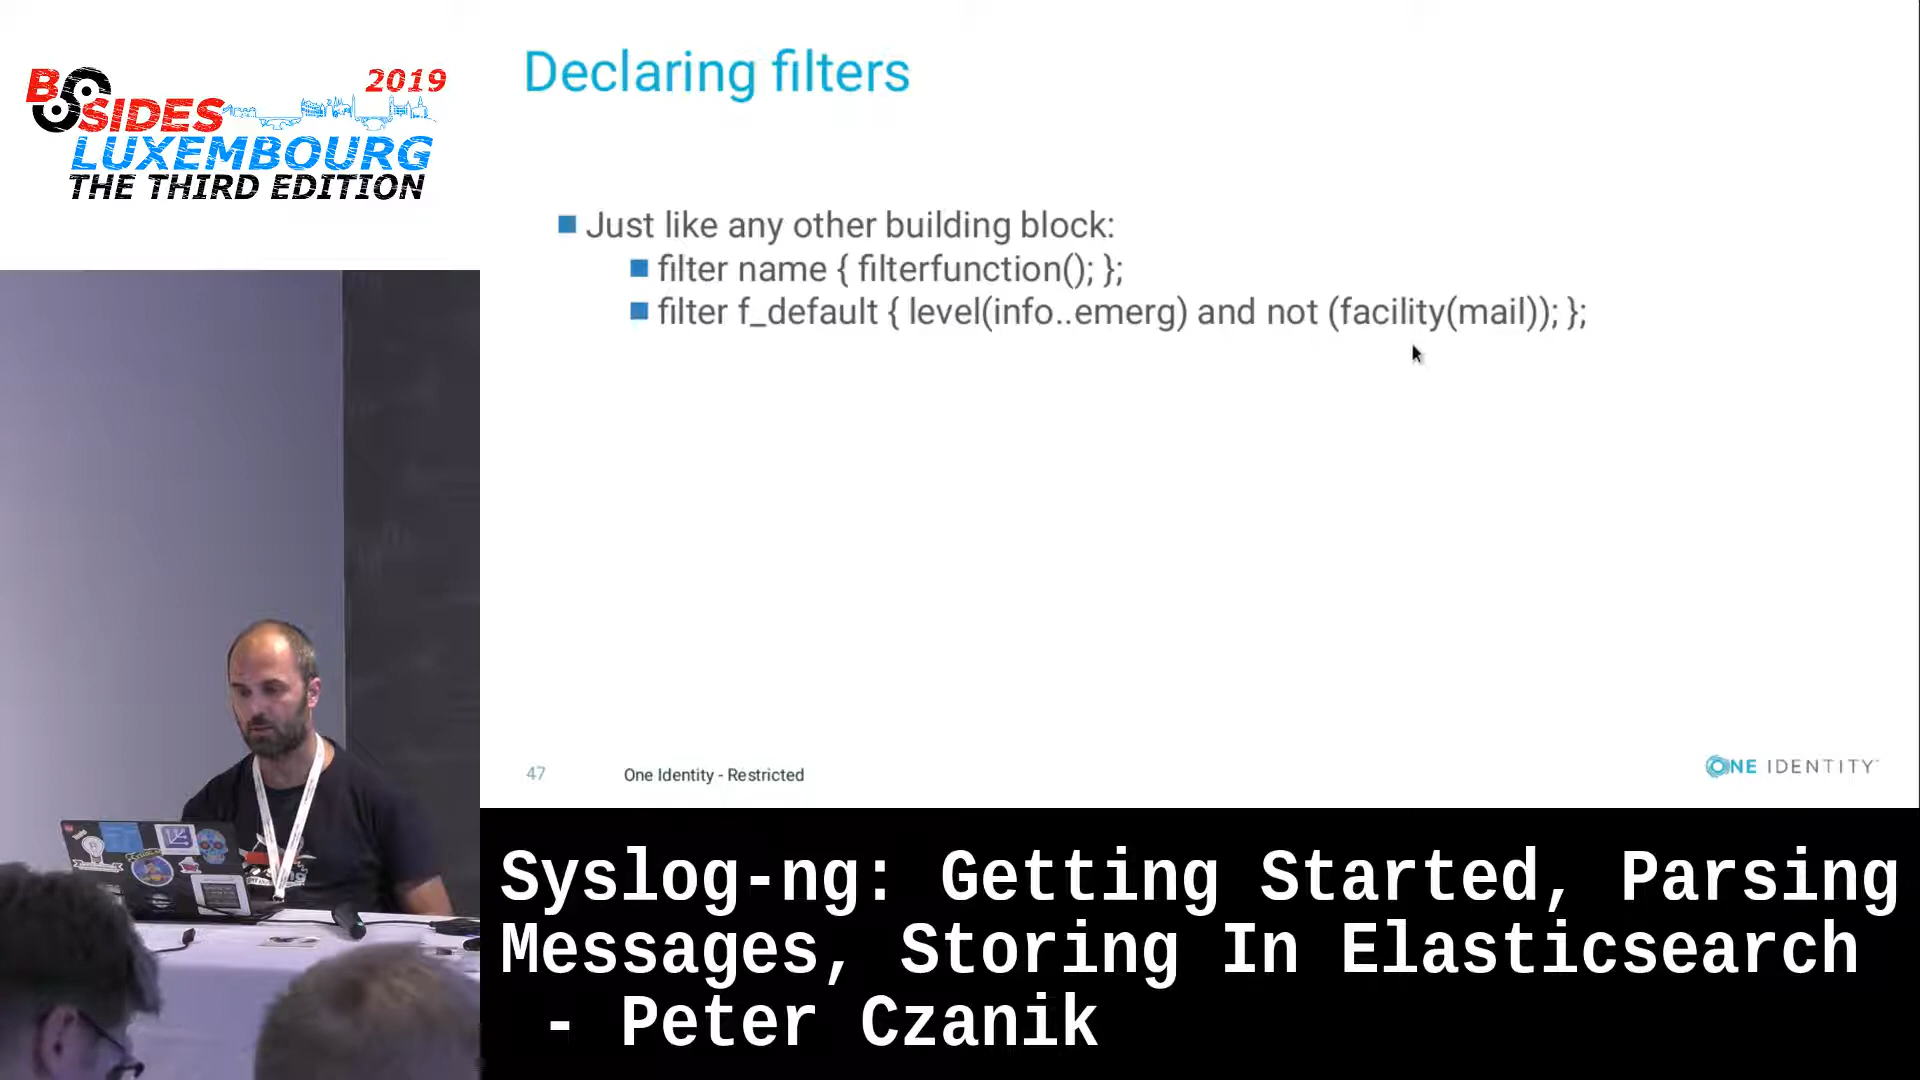 BSIDES 2019
LUXEMBOURG
THE THIRD EDITION
Declaring filters
Just like any other building block:
filter name { filterfunction(); };
filter f_default { level(info..emerg) and not (facility(mail)); };
47 One Identity - Restricted
ONE IDENTITY
Syslog-ng: Getting Started, Parsing
Messages, Storing In Elasticsearch
- Peter Czanik